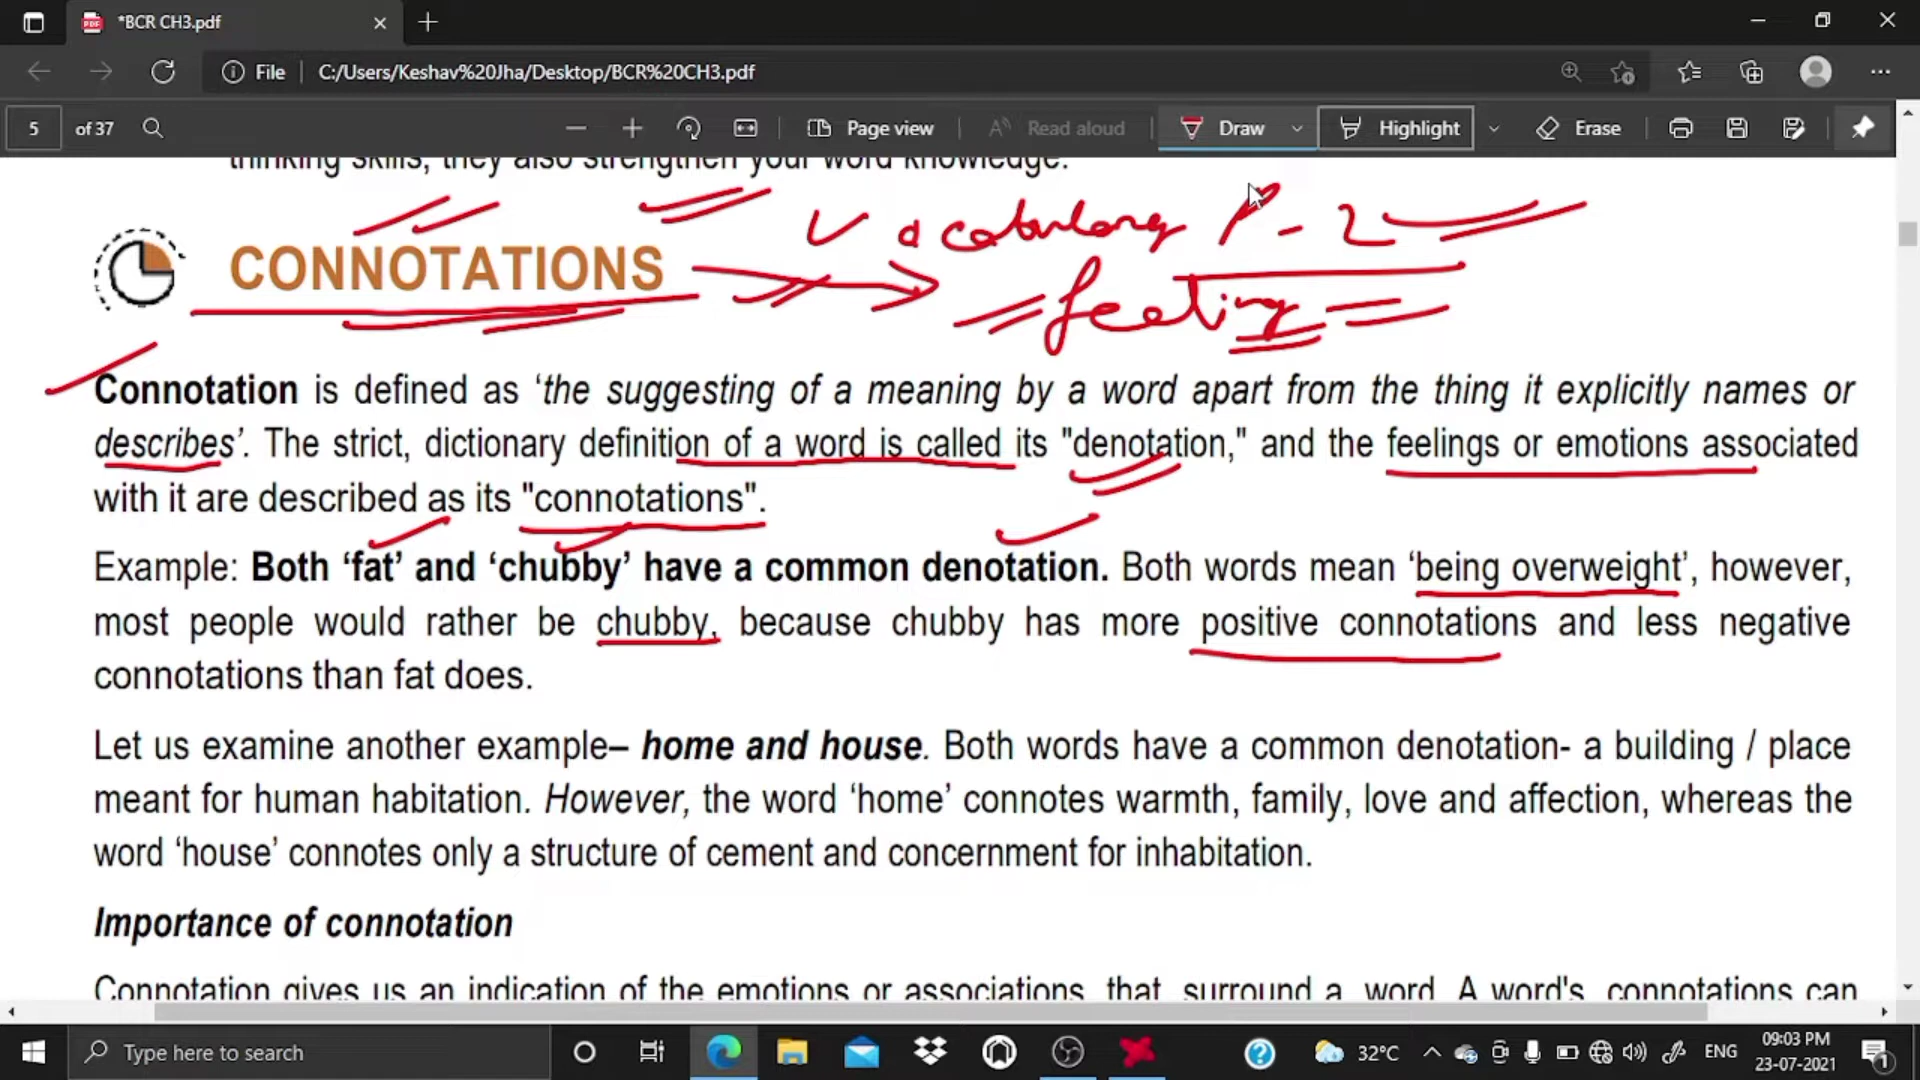 *BCR CH3.pdf
File C:/Users/Keshav%20Jha/Desktop/BCR%20CH3.pdf
5 of 37 Page view Read aloud Draw Highlight Erase
thinking skills, they also strengthen your word knowledge.
Vocabulary P-2
CONNOTATIONS
feeling
Connotation is defined as ‘the suggesting of a meaning by a word apart from the thing it explicitly names or
describes’. The strict, dictionary definition of a word is called its "denotation," and the feelings or emotions associated
with it are described as its "connotations".
Example: Both ‘fat’ and ‘chubby’ have a common denotation. Both words mean ‘being overweight’, however,
most people would rather be chubby, because chubby has more positive connotations and less negative
connotations than fat does.
Let us examine another example– home and house. Both words have a common denotation- a building / place
meant for human habitation. However, the word ‘home’ connotes warmth, family, love and affection, whereas the
word ‘house’ connotes only a structure of cement and concernment for inhabitation.
Importance of connotation
Connotation gives us an indication of the emotions or associations that surround a word. A word's connotations can
Type here to search 32°C ENG 09:03 PM
23-07-2021 1